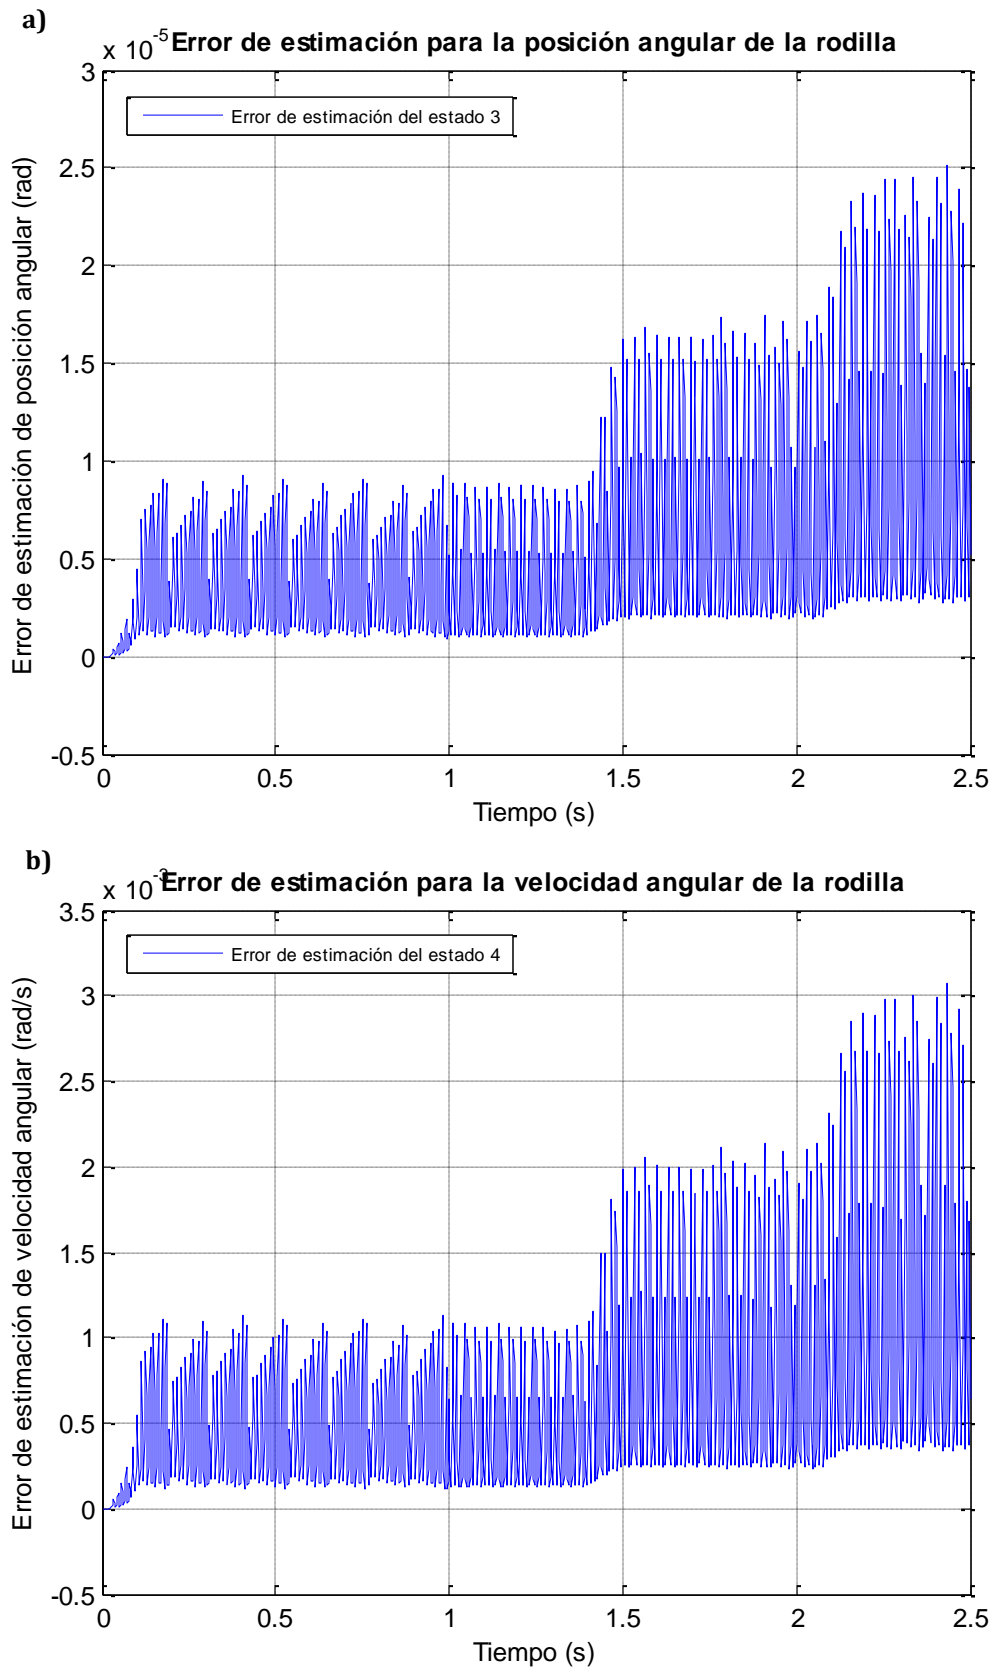 a)
x 10^-5 Error de estimación para la posición angular de la rodilla
3
Error de estimación del estado 3
2.5
2
1.5
1
0.5
0
-0.5
Error de estimación de posición angular (rad)
0 0.5 1 1.5 2 2.5
Tiempo (s)
b)
x 10^-3 Error de estimación para la velocidad angular de la rodilla
3.5
Error de estimación del estado 4
3
2.5
2
1.5
1
0.5
0
-0.5
Error de estimación de velocidad angular (rad/s)
0 0.5 1 1.5 2 2.5
Tiempo (s)